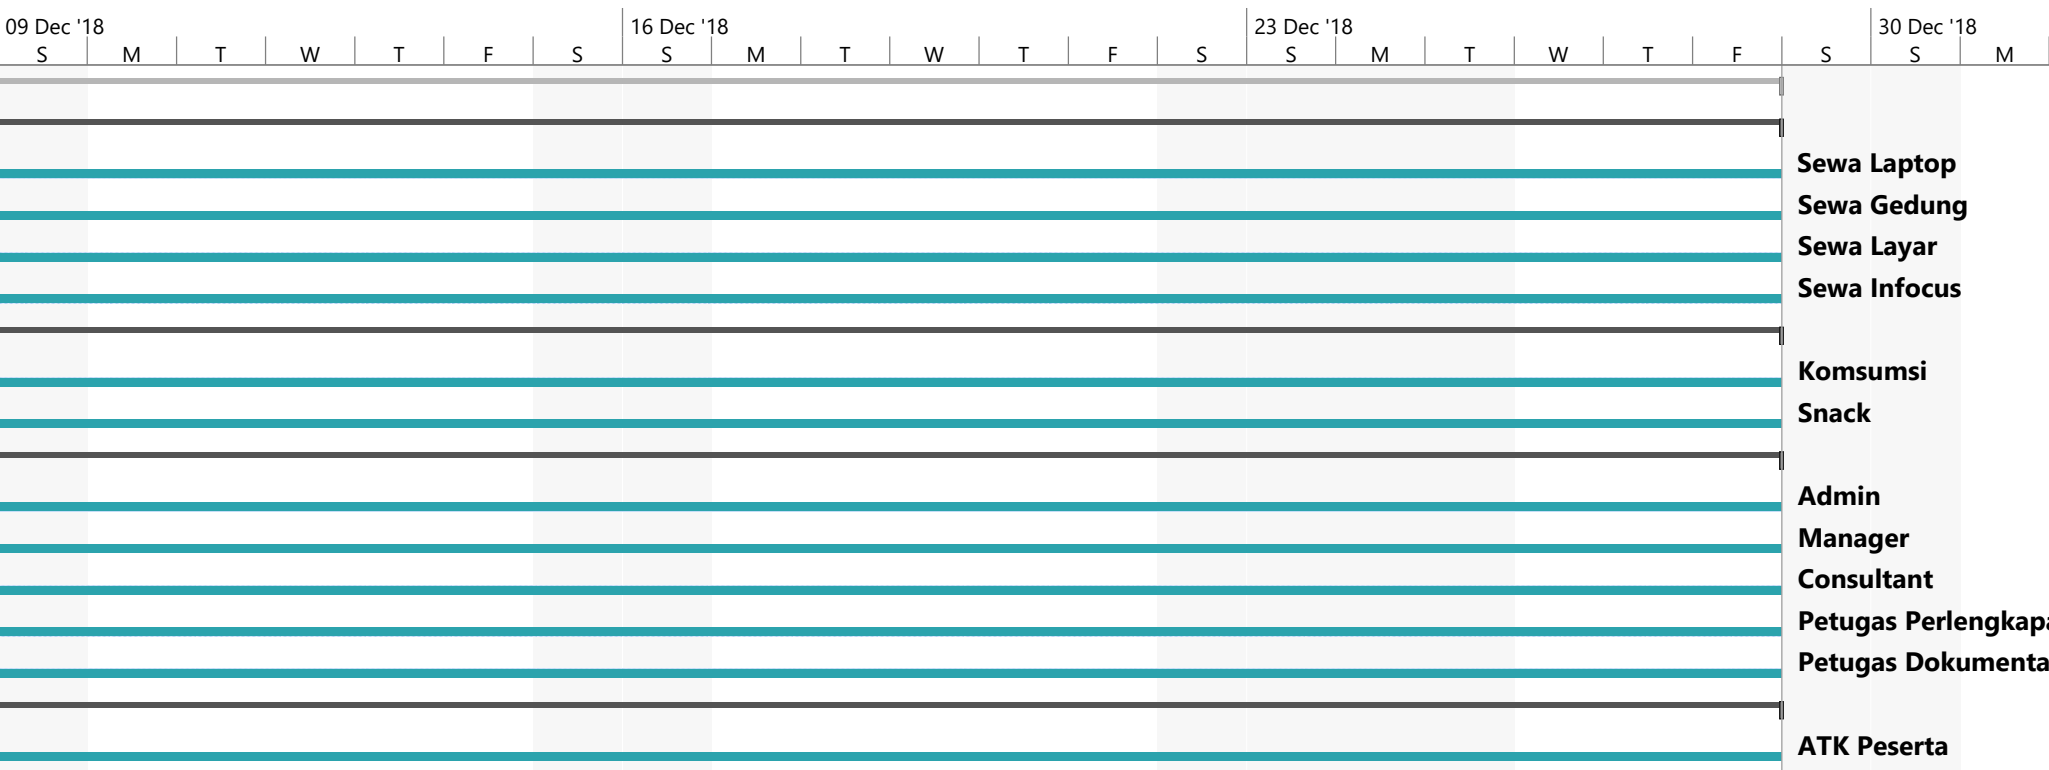 09 Dec '18 16 Dec '18 23 Dec '18 30 Dec '18
S M T W T F S S M T W T F S S M T W T F S S M
Sewa Laptop
Sewa Gedung
Sewa Layar
Sewa Infocus
Komsumsi
Snack
Admin
Manager
Consultant
Petugas Perlengkapa
Petugas Dokumenta
ATK Peserta